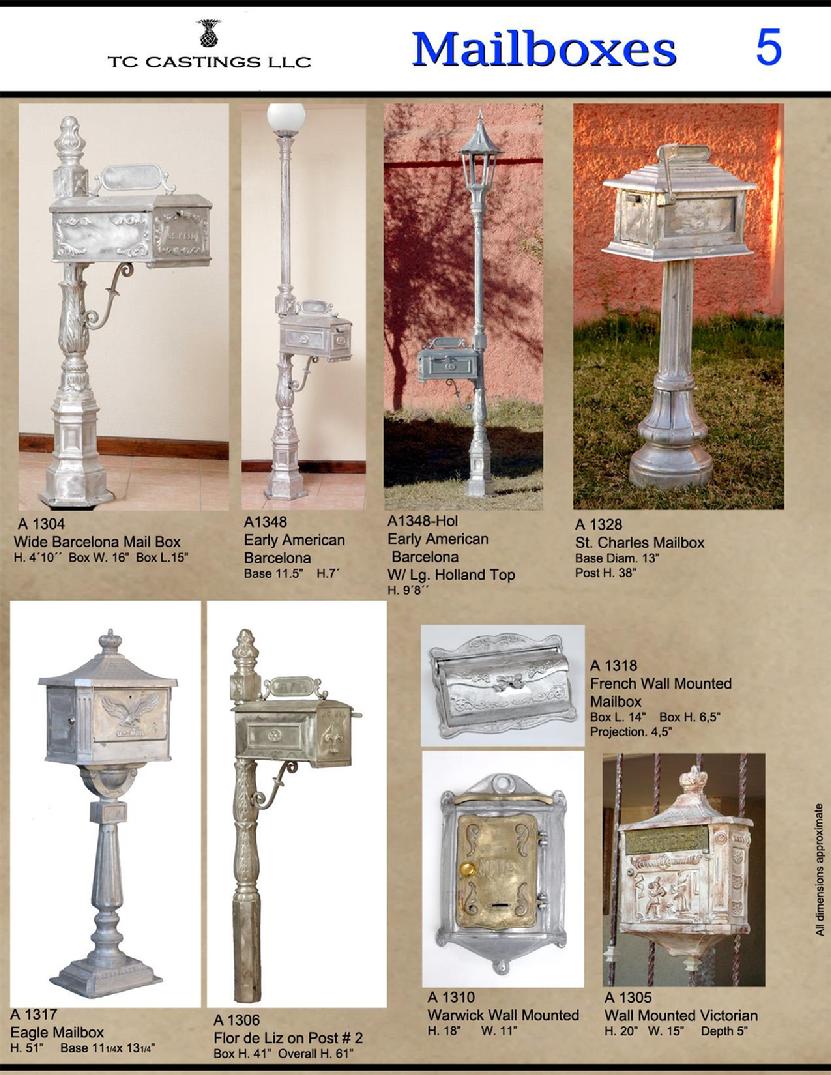 TC CASTINGS LLC
Mailboxes
5
A 1304
Wide Barcelona Mail Box
H. 4´10´´ Box W. 16" Box L.15"
A1348
Early American
Barcelona
Base 11.5" H.7´
A1348-Hol
Early American
Barcelona
W/ Lg. Holland Top
H. 9´8´´
A 1328
St. Charles Mailbox
Base Diam. 13"
Post H. 38"
A 1318
French Wall Mounted
Mailbox
Box L. 14" Box H. 6,5"
Projection. 4,5"
A 1317
Eagle Mailbox
H. 51" Base 11 1/4 x 13 1/4"
A 1306
Flor de Liz on Post # 2
Box H. 41" Overall H. 61"
A 1310
Warwick Wall Mounted
H. 18" W. 11"
A 1305
Wall Mounted Victorian
H. 20" W. 15" Depth 5"
All dimensions approximate